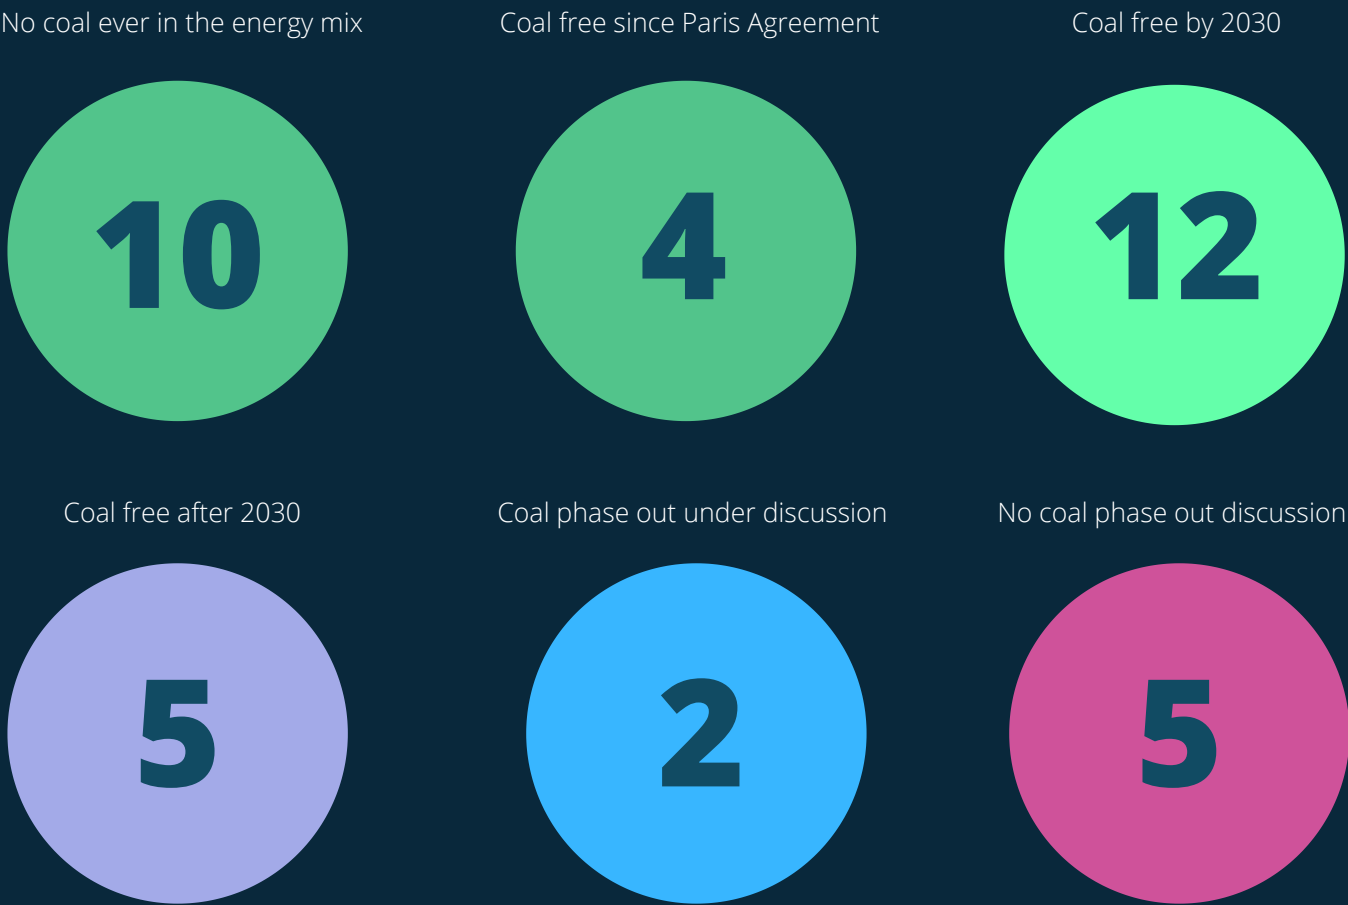 No coal ever in the energy mix
Coal free since Paris Agreement
Coal free by 2030
10
4
12
Coal free after 2030
Coal phase out under discussion
No coal phase out discussion
5
2
5